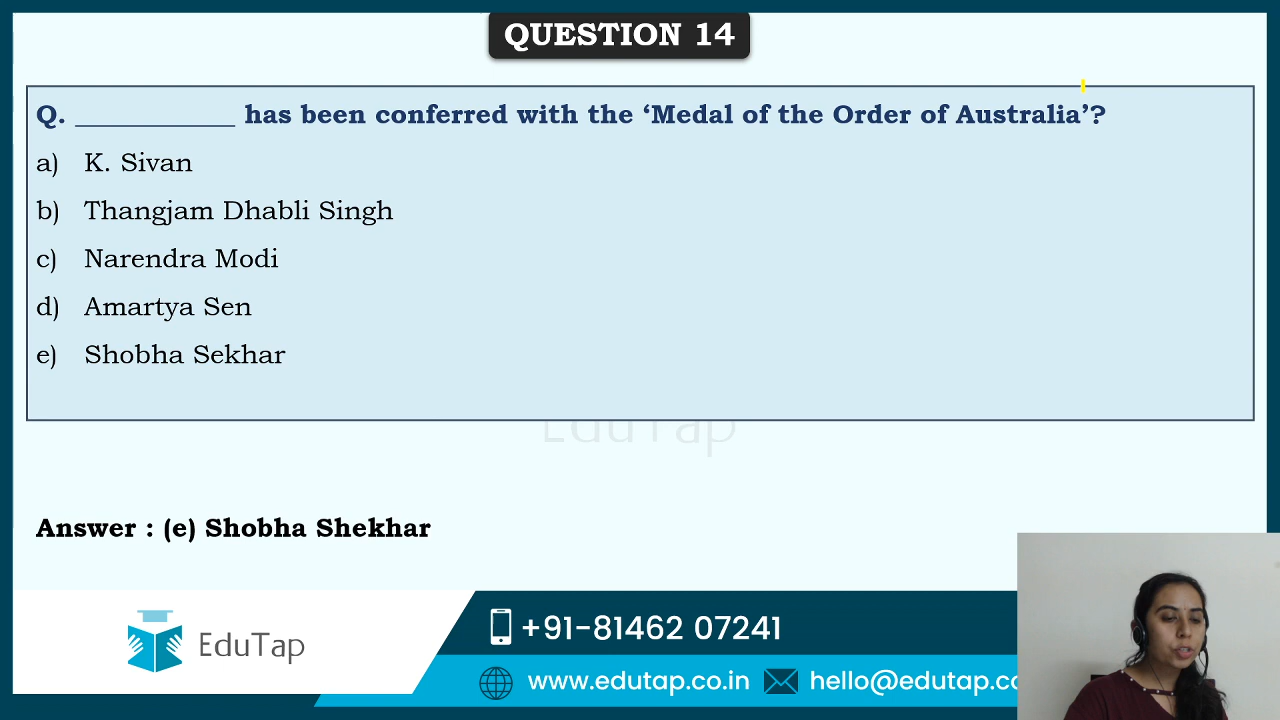 QUESTION 14
Q. ____________ has been conferred with the ‘Medal of the Order of Australia’?
a) K. Sivan
b) Thangjam Dhabli Singh
c) Narendra Modi
d) Amartya Sen
e) Shobha Sekhar
EduTap
Answer : (e) Shobha Shekhar
EduTap
+91-81462 07241
www.edutap.co.in hello@edutap.co